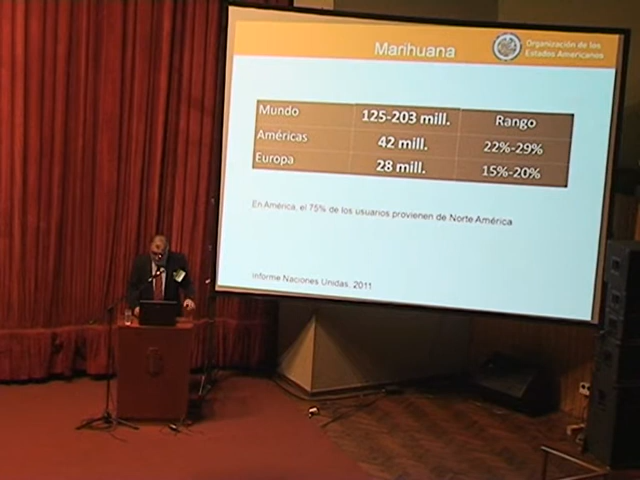 Marihuana
Organización de los
Estados Americanos
Mundo 125-203 mill. Rango
Américas 42 mill. 22%-29%
Europa 28 mill. 15%-20%
En América, el 75% de los usuarios provienen de Norte América
Informe Naciones Unidas, 2011